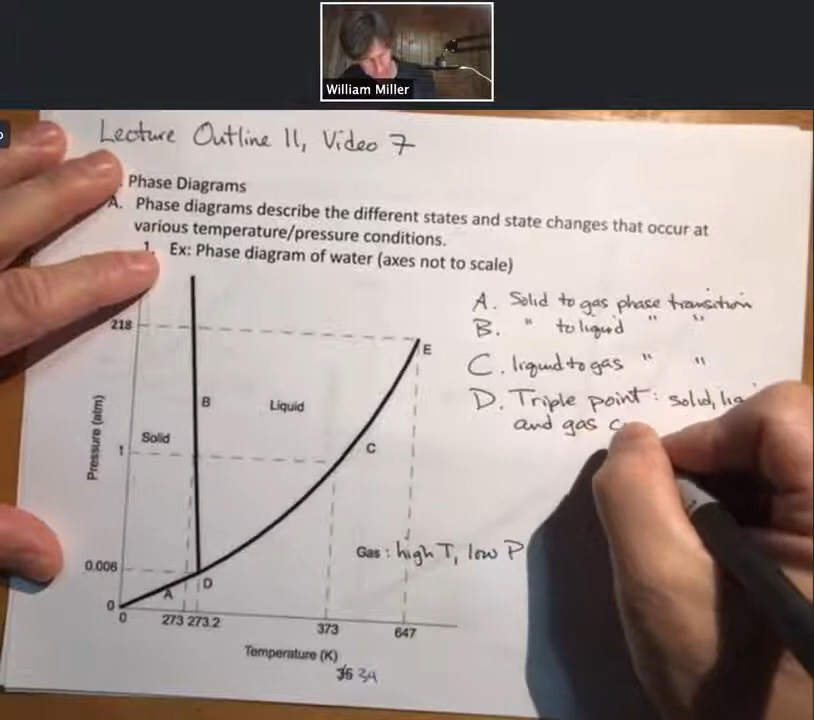 William Miller
Lecture Outline 11, Video 7
Phase Diagrams
A. Phase diagrams describe the different states and state changes that occur at
various temperature/pressure conditions.
1. Ex: Phase diagram of water (axes not to scale)
A. Solid to gas phase transition
B. " to liquid " "
C. liquid to gas " "
D. Triple point: solid, liq
and gas c
218
E
B
Liquid
Solid
C
1
Pressure (atm)
Gas: high T, low P
0.006
D
A
0
0
273 273.2
373
647
Temperature (K)
34